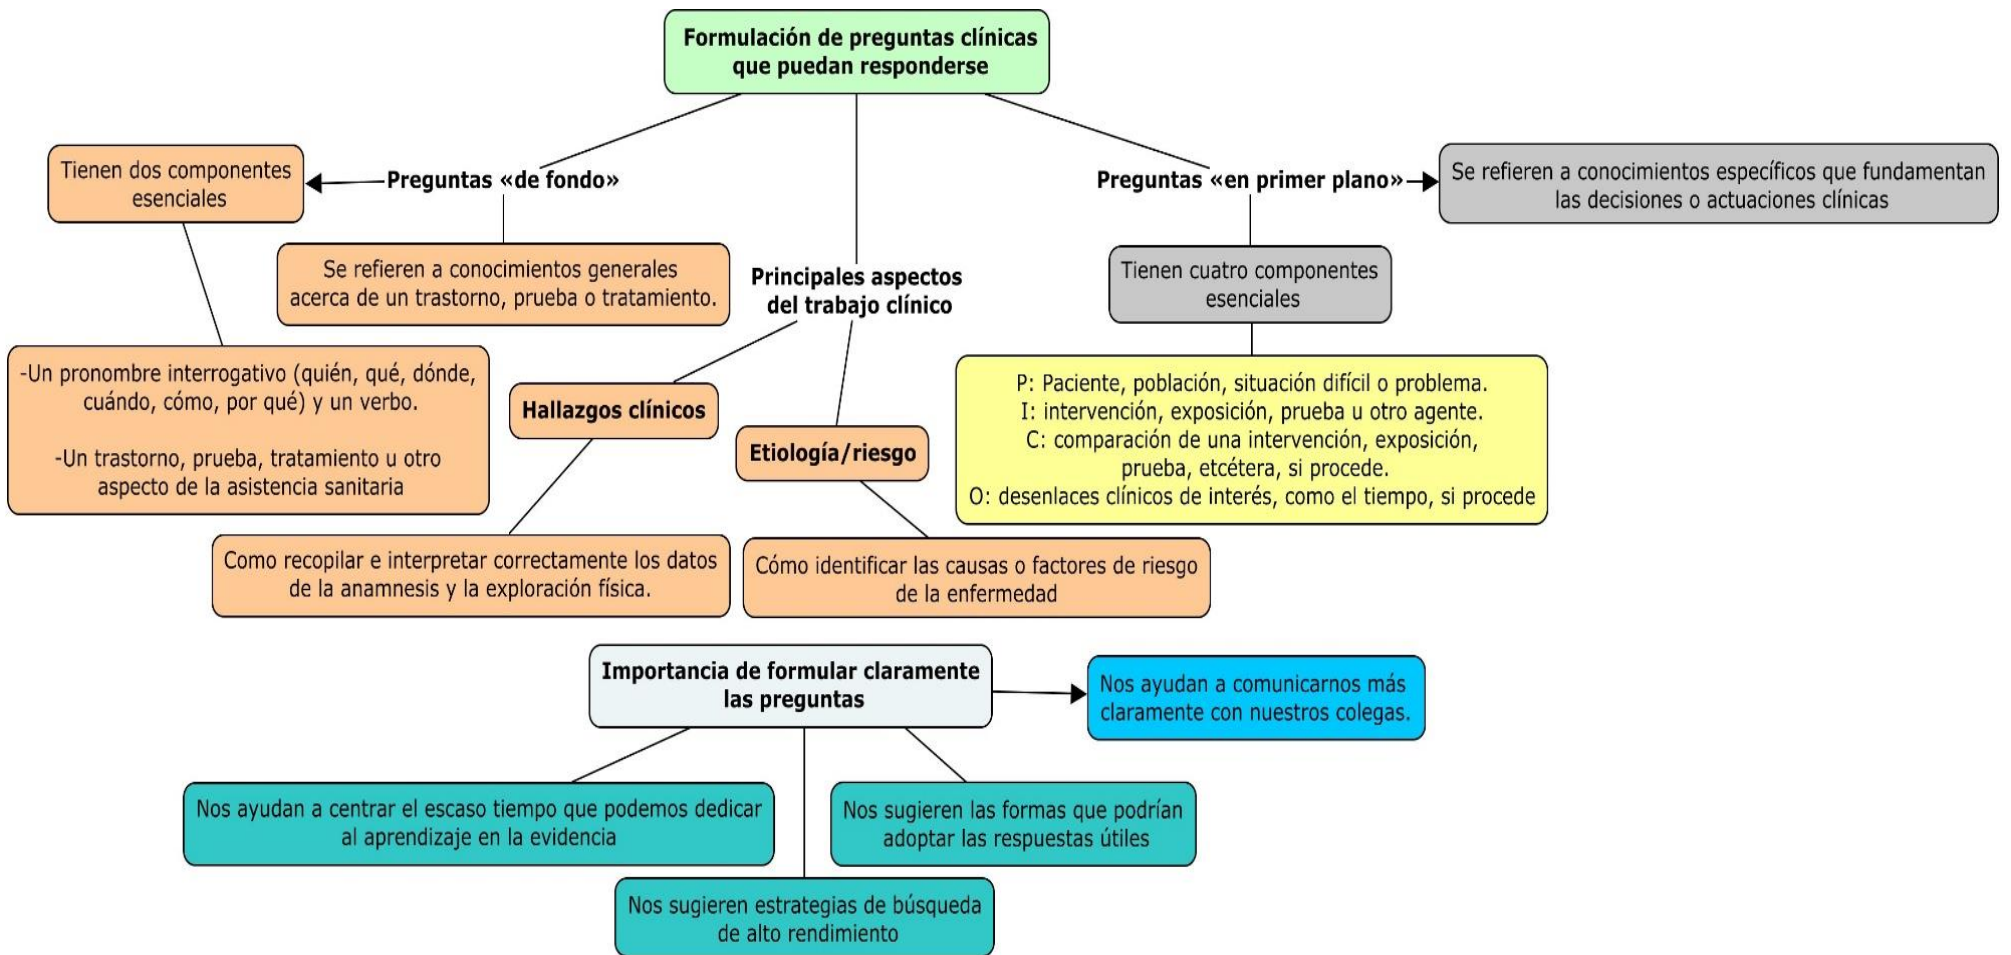 Formulación de preguntas clínicas
que puedan responderse
Tienen dos componentes
esenciales
Preguntas «de fondo»
Preguntas «en primer plano»
Se refieren a conocimientos específicos que fundamentan
las decisiones o actuaciones clínicas
Se refieren a conocimientos generales
acerca de un trastorno, prueba o tratamiento.
Principales aspectos
del trabajo clínico
Tienen cuatro componentes
esenciales
-Un pronombre interrogativo (quién, qué, dónde,
cuándo, cómo, por qué) y un verbo.
-Un trastorno, prueba, tratamiento u otro
aspecto de la asistencia sanitaria
Hallazgos clínicos
Etiología/riesgo
P: Paciente, población, situación difícil o problema.
I: intervención, exposición, prueba u otro agente.
C: comparación de una intervención, exposición,
prueba, etcétera, si procede.
O: desenlaces clínicos de interés, como el tiempo, si procede
Como recopilar e interpretar correctamente los datos
de la anamnesis y la exploración física.
Cómo identificar las causas o factores de riesgo
de la enfermedad
Importancia de formular claramente
las preguntas
Nos ayudan a comunicarnos más
claramente con nuestros colegas.
Nos ayudan a centrar el escaso tiempo que podemos dedicar
al aprendizaje en la evidencia
Nos sugieren las formas que podrían
adoptar las respuestas útiles
Nos sugieren estrategias de búsqueda
de alto rendimiento